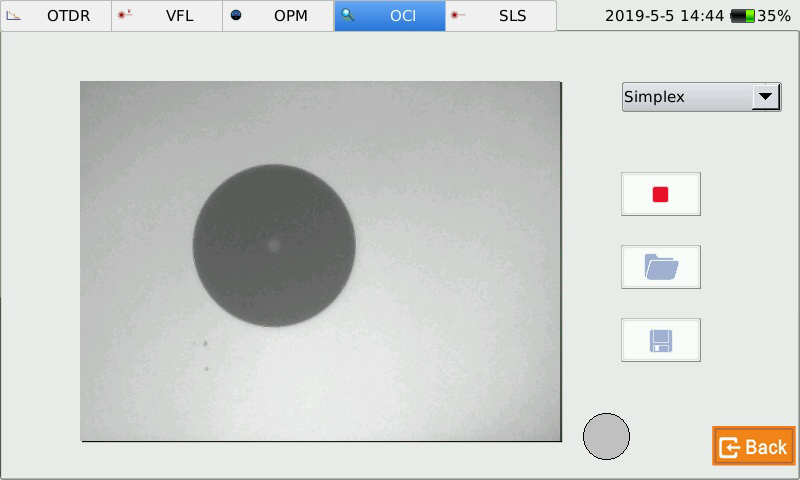 OTDR VFL OPM OCI SLS 2019-5-5 14:44 35%
Simplex
Back